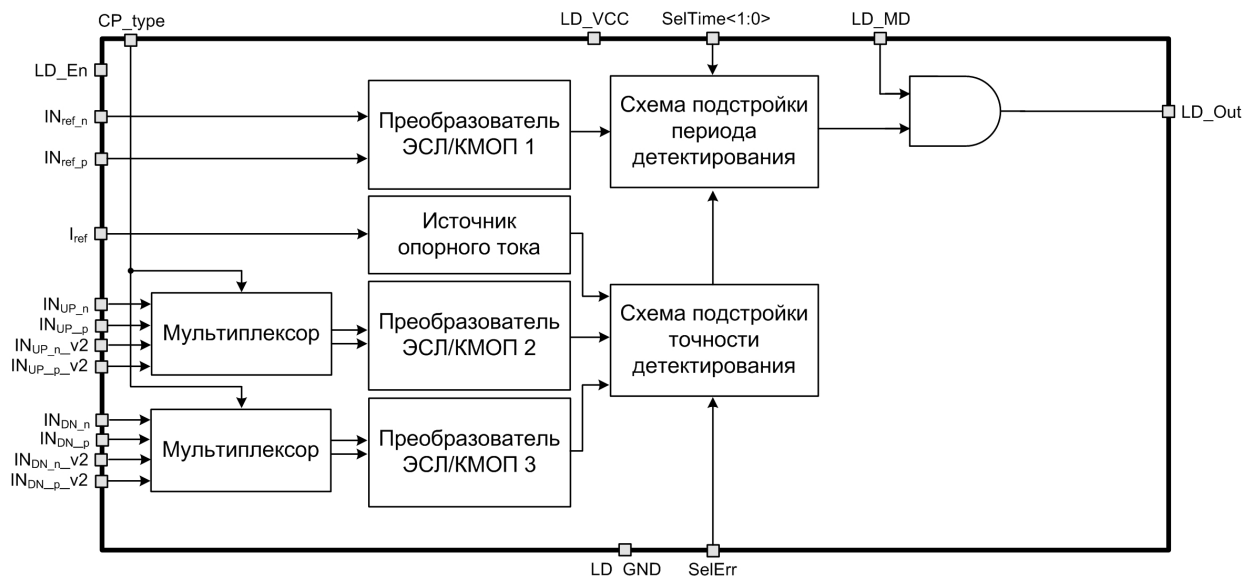 CP_type
LD_VCC
SelTime<1:0>
LD_MD
LD_En
INref_n
INref_p
Преобразователь
ЭСЛ/КМОП 1
Схема подстройки
периода
детектирования
LD_Out
Iref
Источник
опорного тока
INUP_n
INUP_p
INUP_n_v2
INUP_p_v2
Мультиплексор
Преобразователь
ЭСЛ/КМОП 2
Схема подстройки
точности
детектирования
INDN_n
INDN_p
INDN_n_v2
INDN_p_v2
Мультиплексор
Преобразователь
ЭСЛ/КМОП 3
LD_GND
SelErr